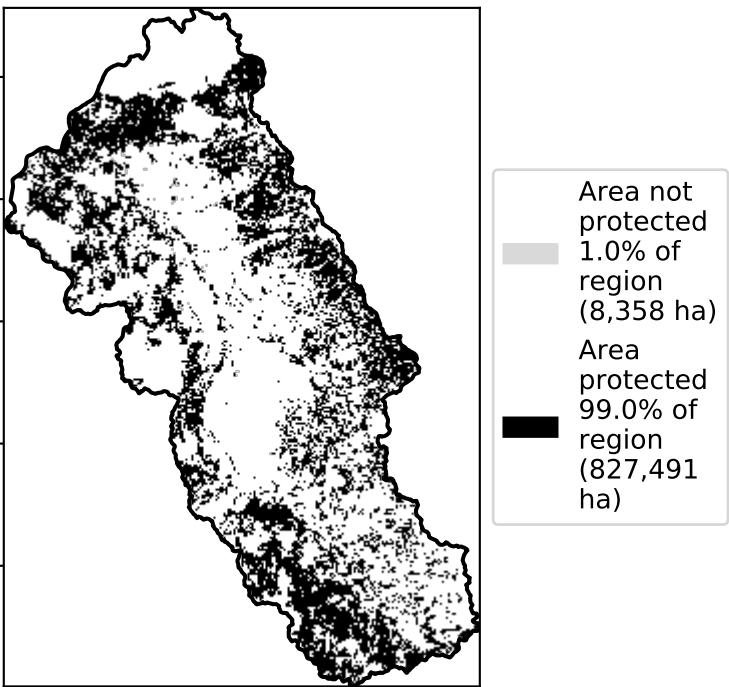 Area not
protected
1.0% of
region
(8,358 ha)
Area
protected
99.0% of
region
(827,491
ha)